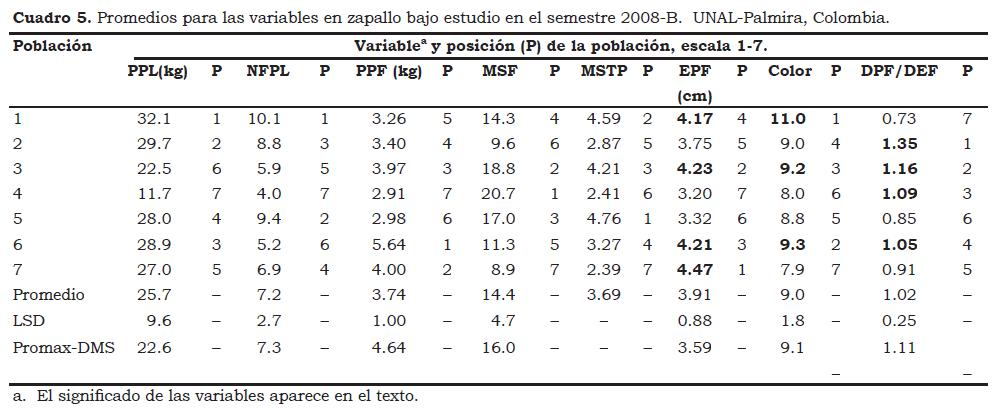 Cuadro 5. Promedios para las variables en zapallo bajo estudio en el semestre 2008-B. UNAL-Palmira, Colombia.
Población Variableᵃ y posición (P) de la población, escala 1-7.
PPL(kg) P NFPL P PPF (kg) P MSF P MSTP P EPF P Color P DPF/DEF P
(cm)
1 32.1 1 10.1 1 3.26 5 14.3 4 4.59 2 4.17 4 11.0 1 0.73 7
2 29.7 2 8.8 3 3.40 4 9.6 6 2.87 5 3.75 5 9.0 4 1.35 1
3 22.5 6 5.9 5 3.97 3 18.8 2 4.21 3 4.23 2 9.2 3 1.16 2
4 11.7 7 4.0 7 2.91 7 20.7 1 2.41 6 3.20 7 8.0 6 1.09 3
5 28.0 4 9.4 2 2.98 6 17.0 3 4.76 1 3.32 6 8.8 5 0.85 6
6 28.9 3 5.2 6 5.64 1 11.3 5 3.27 4 4.21 3 9.3 2 1.05 4
7 27.0 5 6.9 4 4.00 2 8.9 7 2.39 7 4.47 1 7.9 7 0.91 5
Promedio 25.7 – 7.2 – 3.74 – 14.4 – 3.69 – 3.91 – 9.0 – 1.02 –
LSD 9.6 – 2.7 – 1.00 – 4.7 – – – 0.88 – 1.8 – 0.25 –
Promax-DMS 22.6 – 7.3 – 4.64 – 16.0 – – – 3.59 – 9.1 – 1.11 –
– –
a. El significado de las variables aparece en el texto.